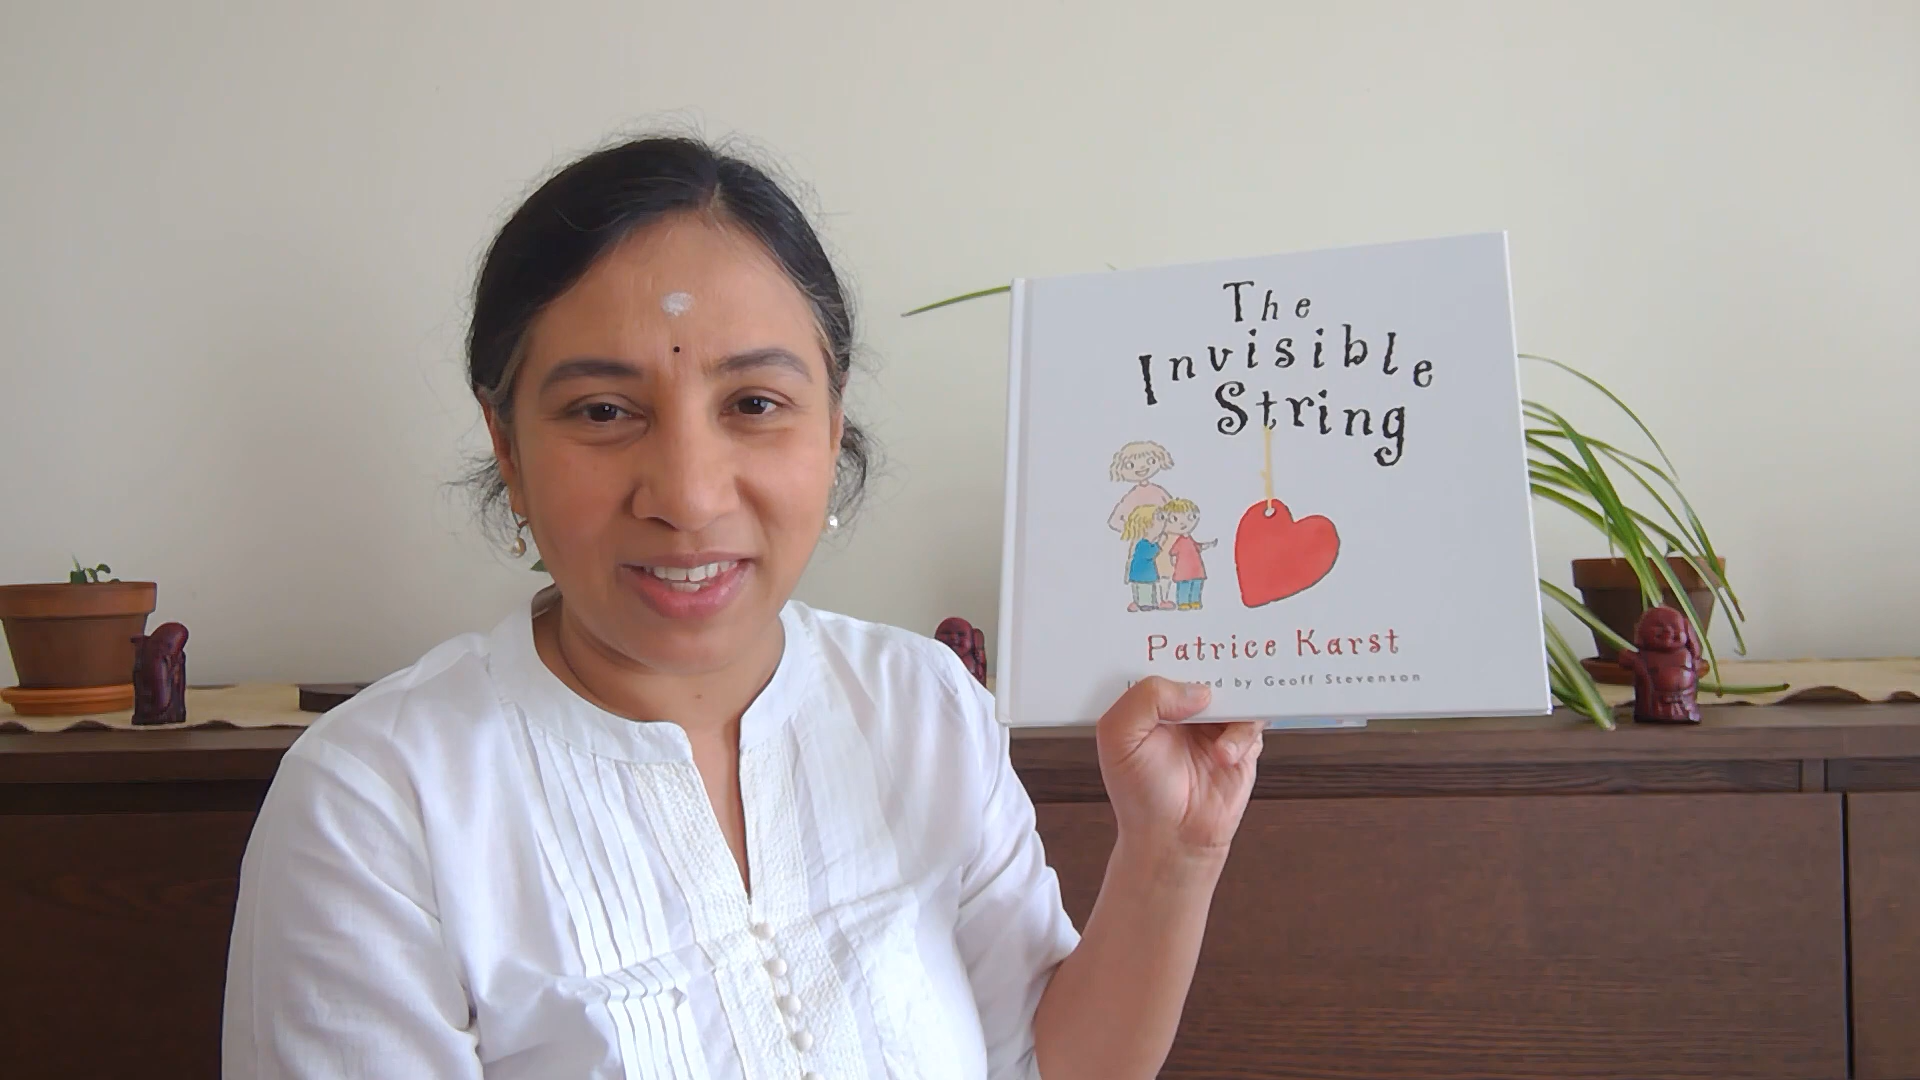 The
Invisible
String
Patrice Karst
by Geoff Stevenson